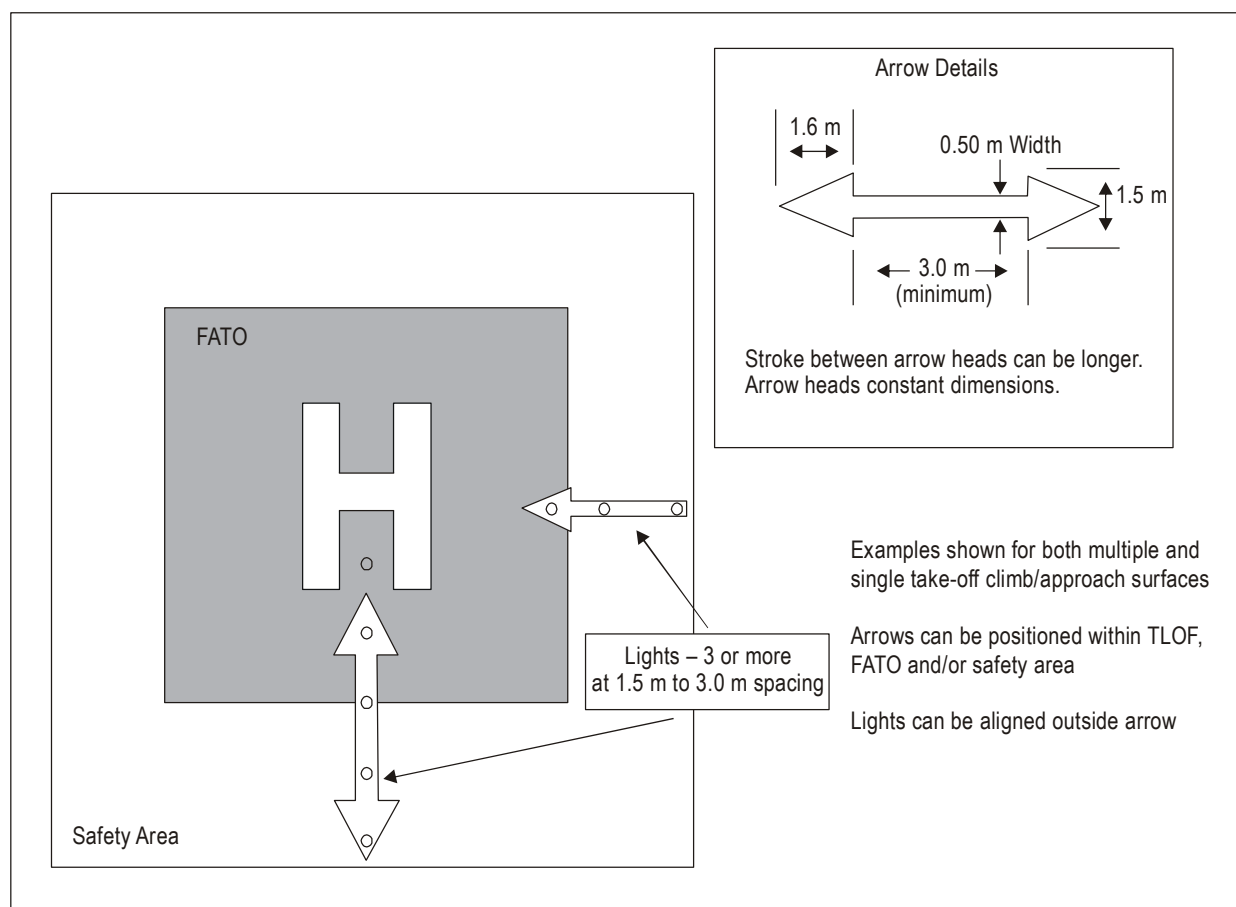 Arrow Details
1.6 m
0.50 m Width
1.5 m
3.0 m
(minimum)
Stroke between arrow heads can be longer.
Arrow heads constant dimensions.
FATO
H
Examples shown for both multiple and
single take-off climb/approach surfaces
Arrows can be positioned within TLOF,
FATO and/or safety area
Lights can be aligned outside arrow
Lights – 3 or more
at 1.5 m to 3.0 m spacing
Safety Area